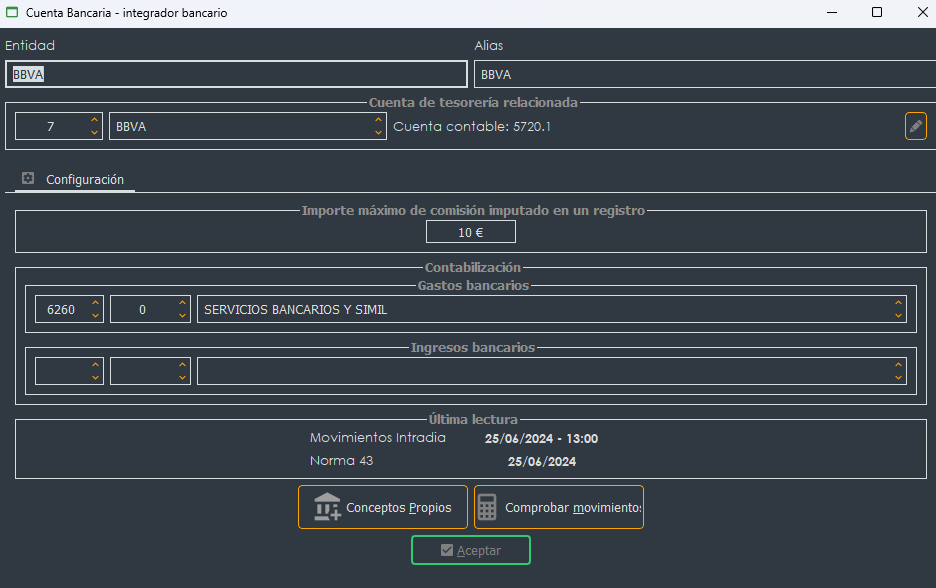 Cuenta Bancaria - integrador bancario
Entidad Alias
BBVA BBVA
Cuenta de tesorería relacionada
7 BBVA Cuenta contable: 5720.1
Configuración
Importe máximo de comisión imputado en un registro
10 €
Contabilización
Gastos bancarios
6260 0 SERVICIOS BANCARIOS Y SIMIL
Ingresos bancarios
Última lectura
Movimientos Intradia 25/06/2024 - 13:00
Norma 43 25/06/2024
Conceptos Propios Comprobar movimiento
Aceptar